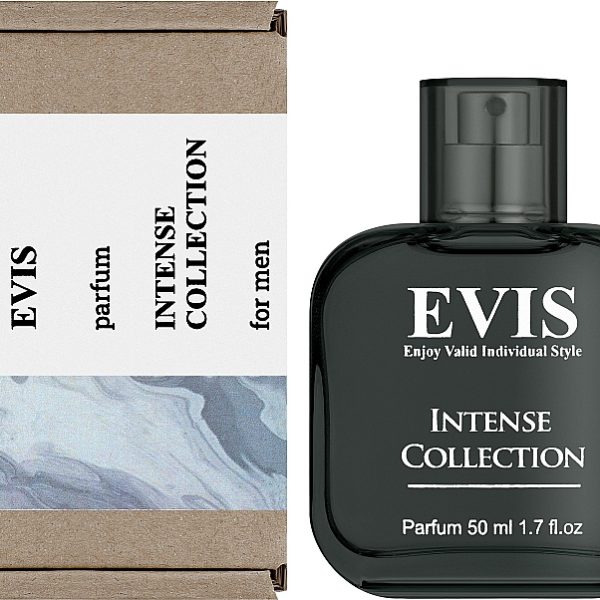 EVIS
parfum
INTENSE
COLLECTION
for men
EVIS
Enjoy Valid Individual Style
INTENSE
COLLECTION
Parfum 50 ml 1.7 fl.oz